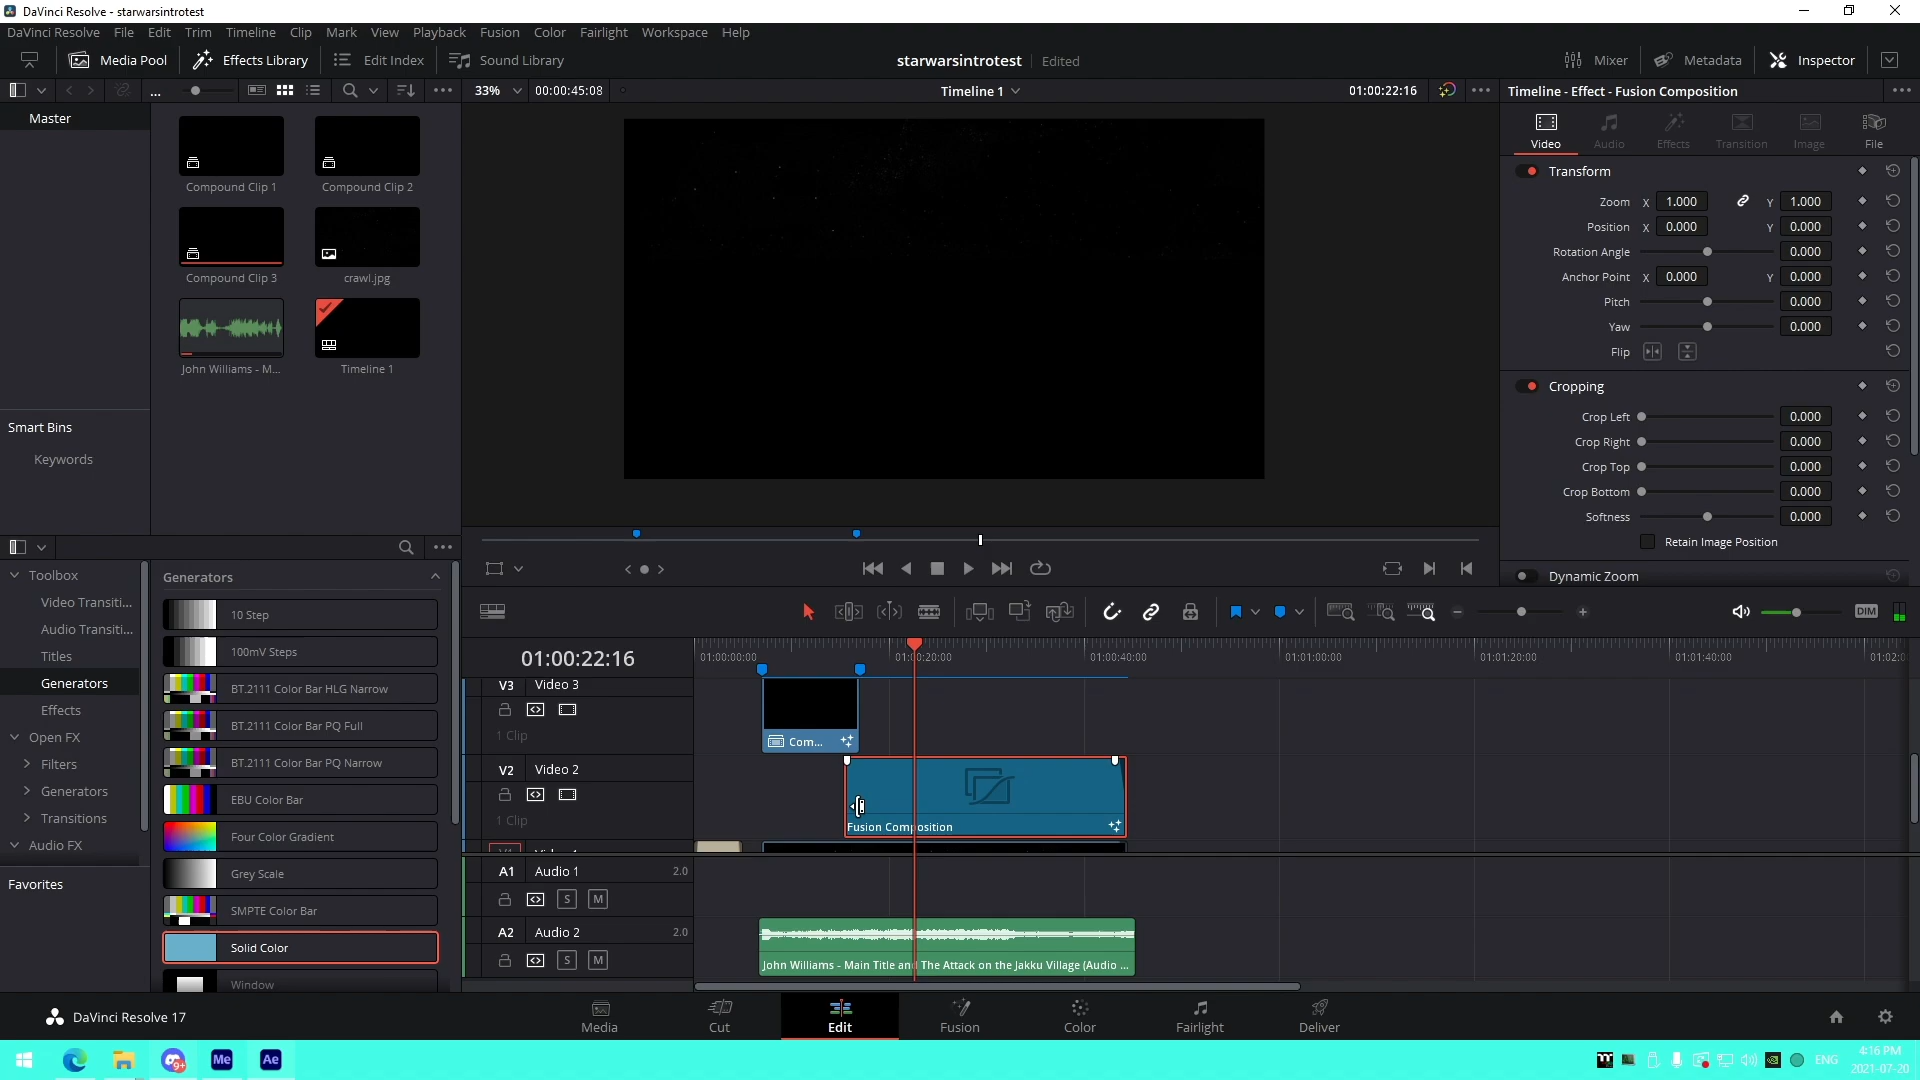 DaVinci Resolve - starwarsintrotest
DaVinci Resolve File Edit Trim Timeline Clip Mark View Playback Fusion Color Fairlight Workspace Help
Media Pool Effects Library Edit Index Sound Library starwarsintrotest Edited Mixer Metadata Inspector
... 33% 00:00:45:08 Timeline 1 01:00:22:16 Timeline - Effect - Fusion Composition
Master
Compound Clip 1 Compound Clip 2
Compound Clip 3 crawl.jpg
John Williams - M... Timeline 1
Smart Bins
Keywords
Video Audio Effects Transition Image File
Transform
Zoom X 1.000 Y 1.000
Position X 0.000 Y 0.000
Rotation Angle 0.000
Anchor Point X 0.000 Y 0.000
Pitch 0.000
Yaw 0.000
Flip
Cropping
Crop Left 0.000
Crop Right 0.000
Crop Top 0.000
Crop Bottom 0.000
Softness 0.000
Retain Image Position
Dynamic Zoom
Toolbox
Video Transiti...
Audio Transiti...
Titles
Generators
Effects
Open FX
Filters
Generators
Transitions
Audio FX
Favorites
Generators
10 Step
100mV Steps
BT.2111 Color Bar HLG Narrow
BT.2111 Color Bar PQ Full
BT.2111 Color Bar PQ Narrow
EBU Color Bar
Four Color Gradient
Grey Scale
SMPTE Color Bar
Solid Color
Window
DIM
01:00:22:16
01:00:00:00 01:00:20:00 01:00:40:00 01:01:00:00 01:01:20:00 01:01:40:00 01:02:0
V3 Video 3
1 Clip
Com...
V2 Video 2
1 Clip
Fusion Composition
A1 Audio 1 2.0
S M
A2 Audio 2 2.0
S M
John Williams - Main Title and The Attack on the Jakku Village (Audio ...
DaVinci Resolve 17
Media Cut Edit Fusion Color Fairlight Deliver
9+ Me Ae
ENG
4:16 PM
2021-07-20